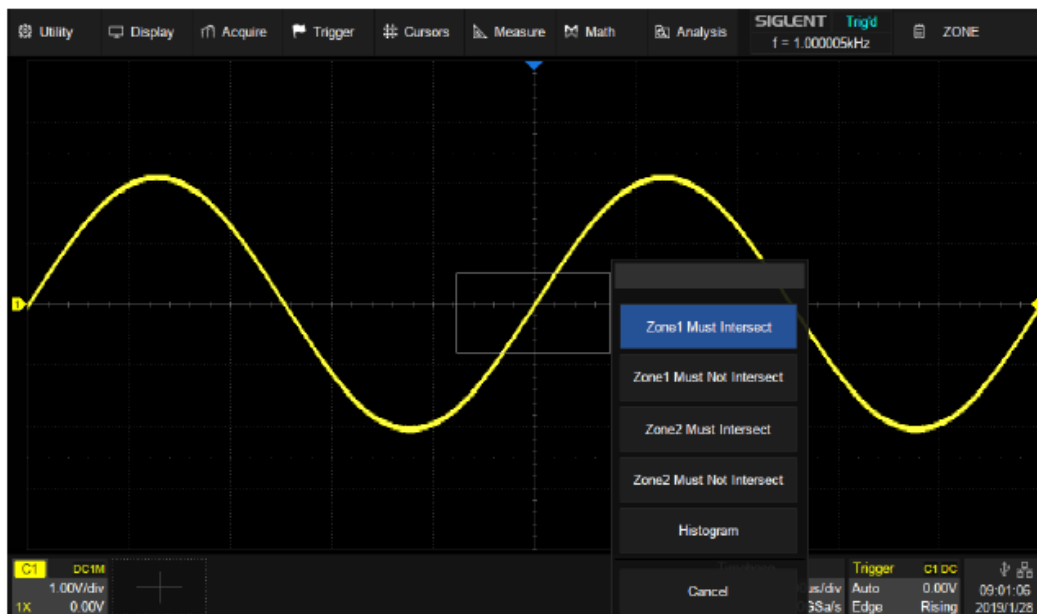 Utility Display Acquire Trigger Cursors Measure Math Analysis SIGLENT Trig'd ZONE
f = 1.000005kHz
1
Zone1 Must Intersect
Zone1 Must Not Intersect
Zone2 Must Intersect
Zone2 Must Not Intersect
Histogram
Cancel
C1 DC1M
1.00V/div
1X 0.00V
us/div
GSa/s
Trigger C1 DC
Auto 0.00V
Edge Rising
09:01:06
2019/1/28